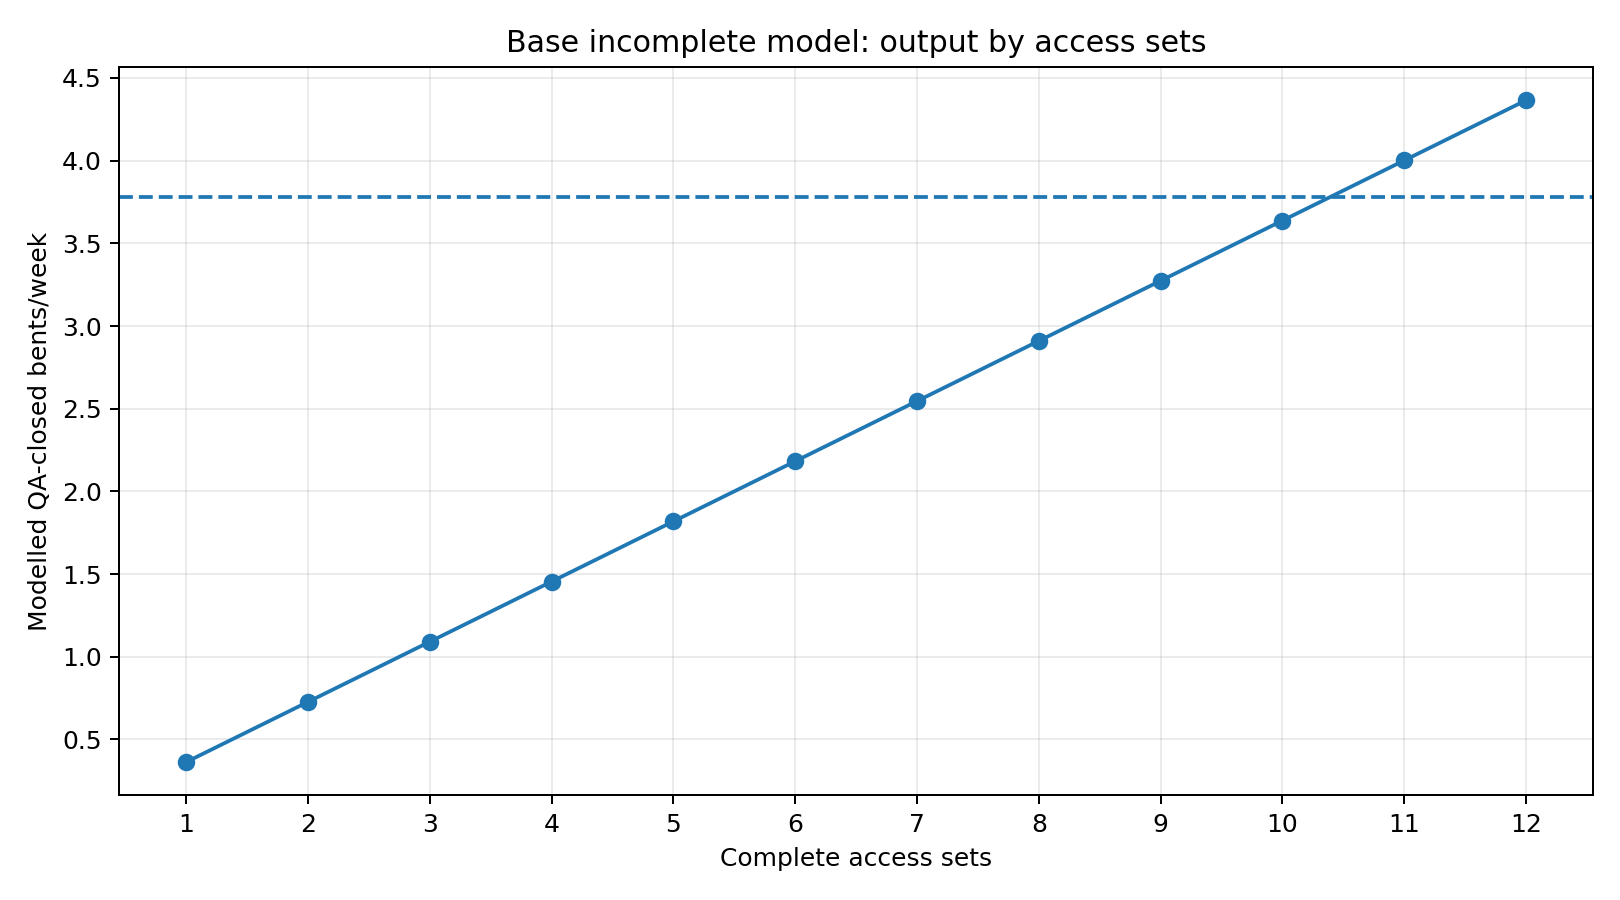 Base incomplete model: output by access sets
Modelled QA-closed bents/week
4.5
4.0
3.5
3.0
2.5
2.0
1.5
1.0
0.5
1 2 3 4 5 6 7 8 9 10 11 12
Complete access sets